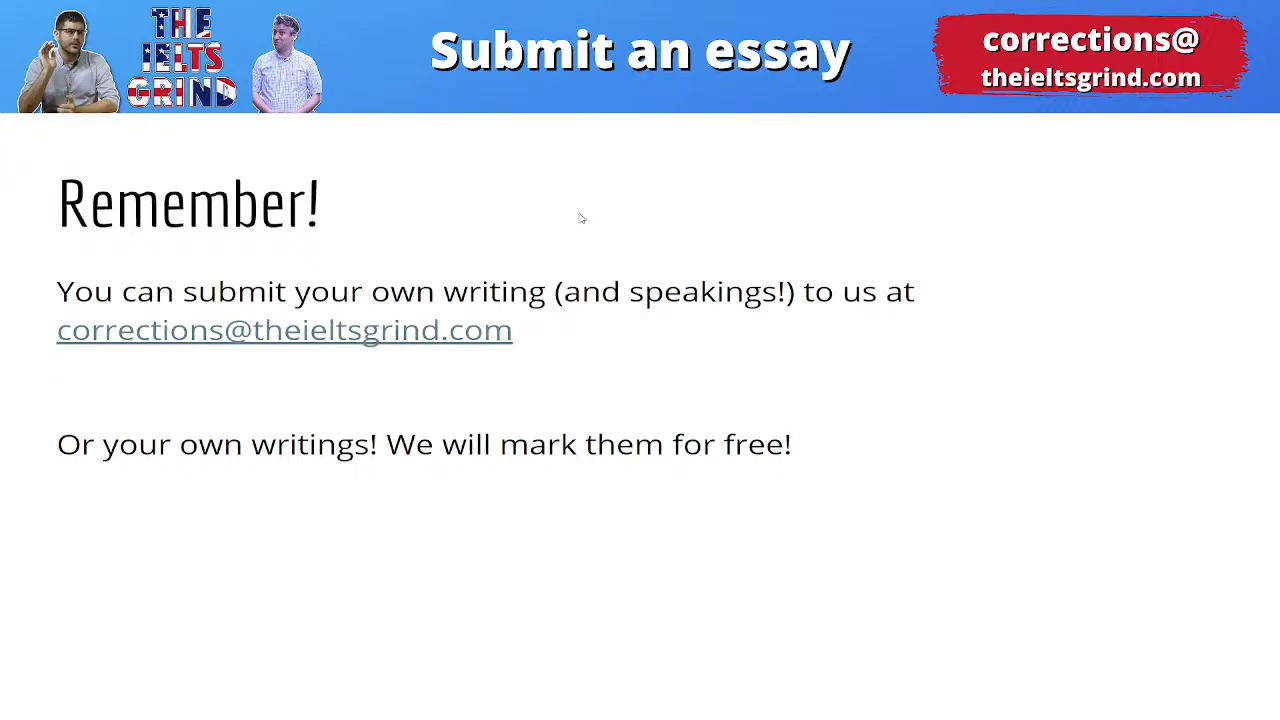 THE
IELTS
GRIND
Submit an essay
corrections@
theieltsgrind.com
Remember!
You can submit your own writing (and speakings!) to us at
corrections@theieltsgrind.com
Or your own writings! We will mark them for free!